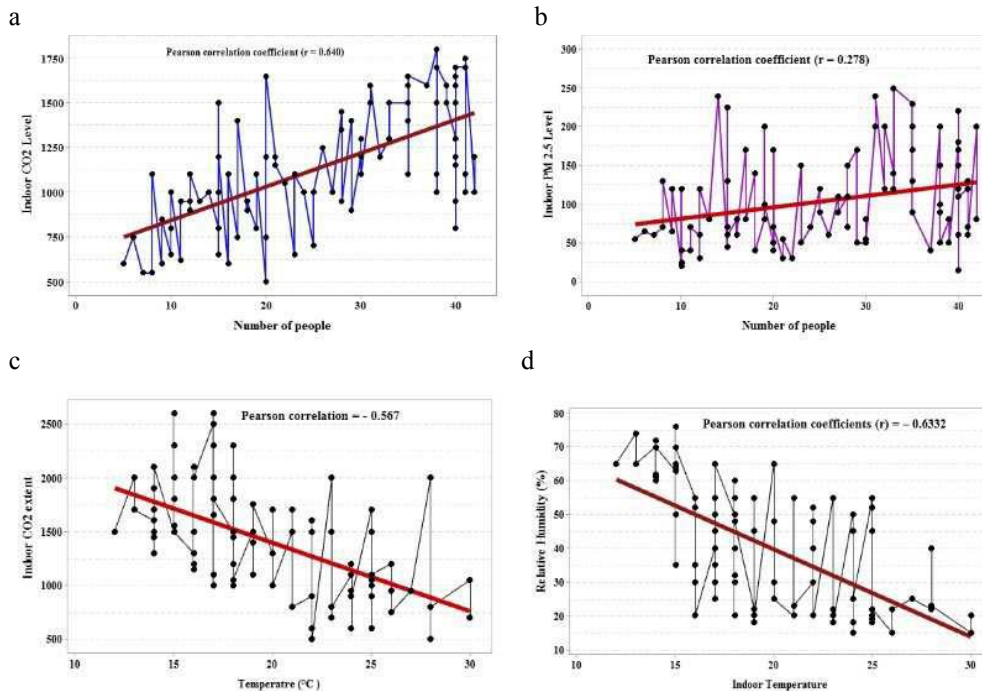 a
Pearson correlation coefficient (r = 0.640)
Indoor CO2 Level
1750
1500
1250
1000
750
500
0
10
20
30
40
Number of people
b
Pearson correlation coefficient (r = 0.278)
Indoor PM 2.5 Level
300
250
200
150
100
50
0
0
10
20
30
40
Number of people
c
Pearson correlation = - 0.567
Indoor CO2 extent
2500
2000
1500
1000
500
10
15
20
25
30
Temperatre (°C )
d
Pearson correlation coefficients (r) = - 0.6332
Relative Humidity (%)
80
70
60
50
40
30
20
10
10
15
20
25
30
Indoor Temperature